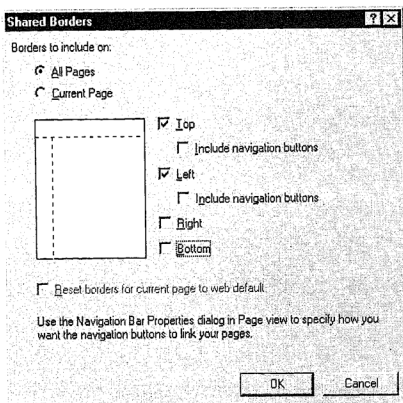 Shared Borders
Borders to include on:
All Pages
Current Page
Top
Include navigation buttons
Left
Include navigation buttons
Right
Bottom
Reset borders for current page to web default
Use the Navigation Bar Properties dialog in Page view to specify how you
want the navigation buttons to link your pages.
OK
Cancel